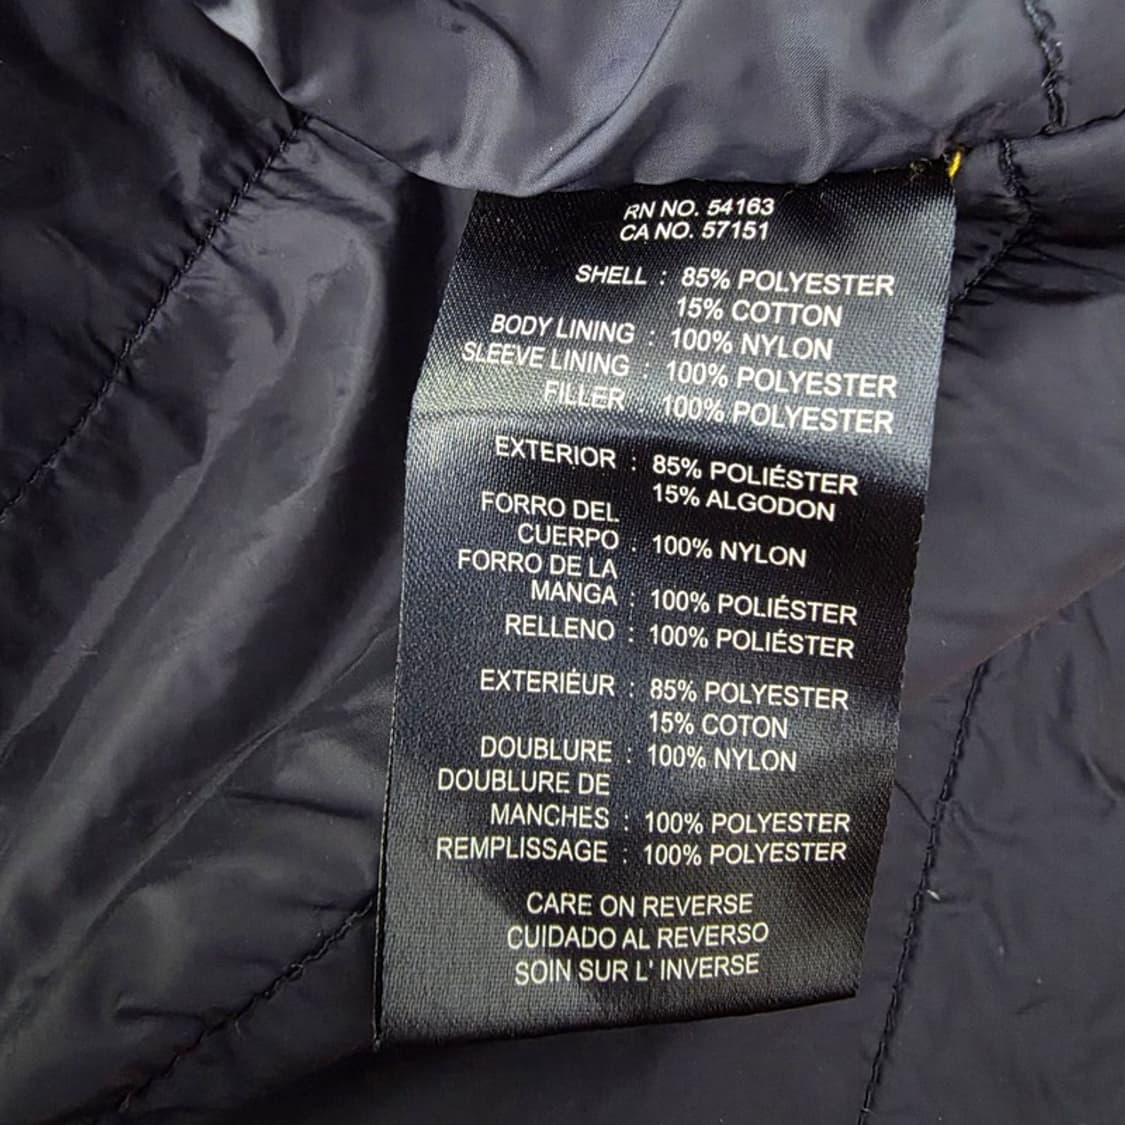 RN NO. 54163
CA NO. 57151
SHELL : 85% POLYESTER
15% COTTON
BODY LINING : 100% NYLON
SLEEVE LINING : 100% POLYESTER
FILLER : 100% POLYESTER
EXTERIOR : 85% POLIÉSTER
15% ALGODON
FORRO DEL
CUERPO : 100% NYLON
FORRO DE LA
MANGA : 100% POLIÉSTER
RELLENO : 100% POLIÉSTER
EXTERIÉUR : 85% POLYESTER
15% COTON
DOUBLURE : 100% NYLON
DOUBLURE DE
MANCHES : 100% POLYESTER
REMPLISSAGE : 100% POLYESTER
CARE ON REVERSE
CUIDADO AL REVERSO
SOIN SUR L' INVERSE